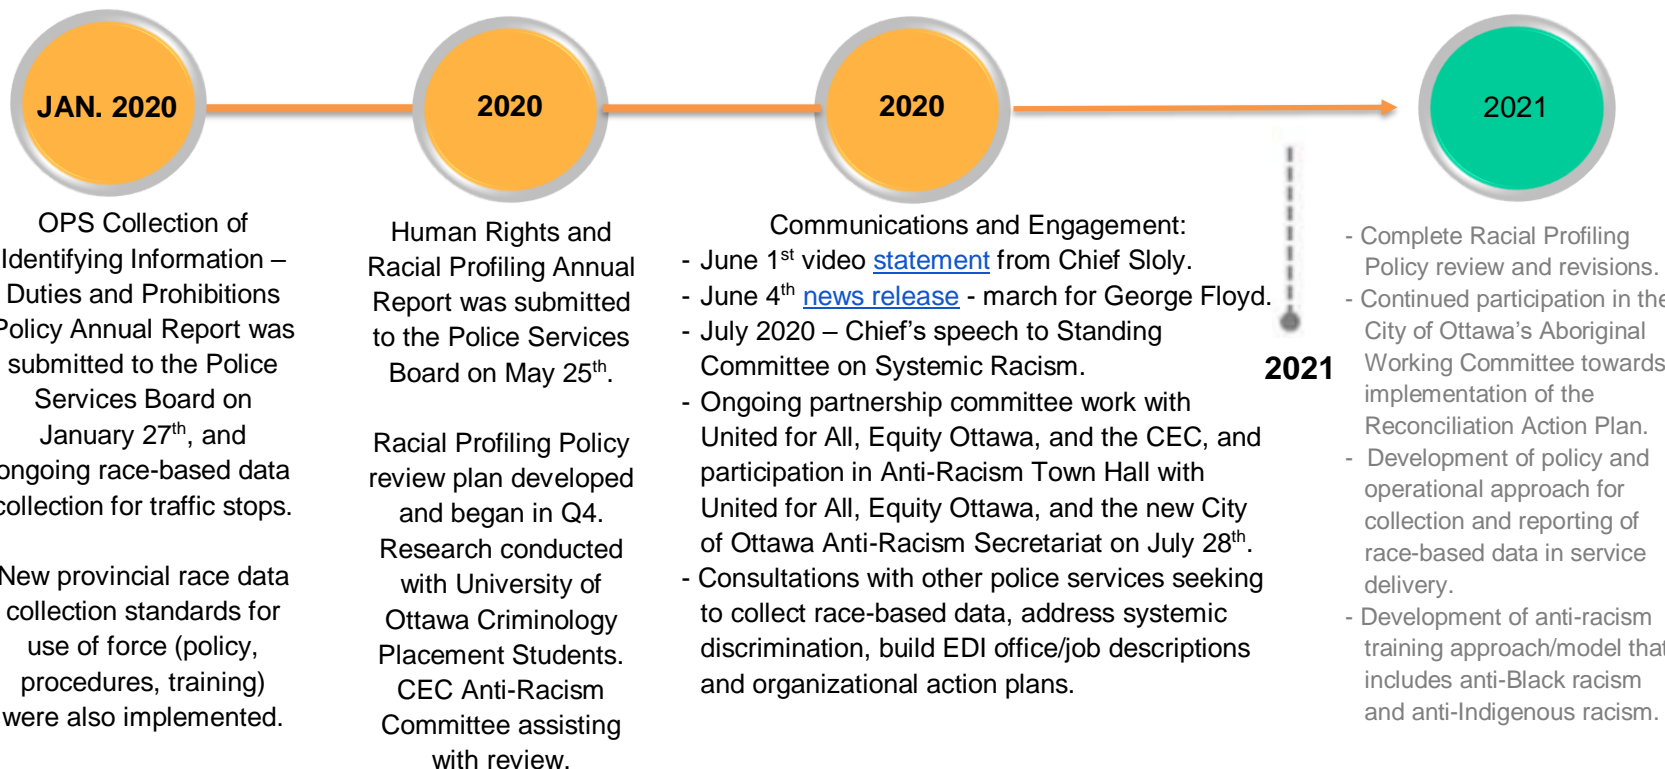 JAN. 2020
OPS Collection of
Identifying Information –
Duties and Prohibitions
Policy Annual Report was
submitted to the Police
Services Board on
January 27th, and
ongoing race-based data
collection for traffic stops.
New provincial race data
collection standards for
use of force (policy,
procedures, training)
were also implemented.
2020
Human Rights and
Racial Profiling Annual
Report was submitted
to the Police Services
Board on May 25th.
Racial Profiling Policy
review plan developed
and began in Q4.
Research conducted
with University of
Ottawa Criminology
Placement Students.
CEC Anti-Racism
Committee assisting
with review.
2020
Communications and Engagement:
- June 1st video statement from Chief Sloly.
- June 4th news release - march for George Floyd.
- July 2020 – Chief's speech to Standing
Committee on Systemic Racism.
- Ongoing partnership committee work with
United for All, Equity Ottawa, and the CEC, and
participation in Anti-Racism Town Hall with
United for All, Equity Ottawa, and the new City
of Ottawa Anti-Racism Secretariat on July 28th.
- Consultations with other police services seeking
to collect race-based data, address systemic
discrimination, build EDI office/job descriptions
and organizational action plans.
2021
2021
- Complete Racial Profiling
Policy review and revisions.
- Continued participation in the
City of Ottawa's Aboriginal
Working Committee towards
implementation of the
Reconciliation Action Plan.
- Development of policy and
operational approach for
collection and reporting of
race-based data in service
delivery.
- Development of anti-racism
training approach/model that
includes anti-Black racism
and anti-Indigenous racism.